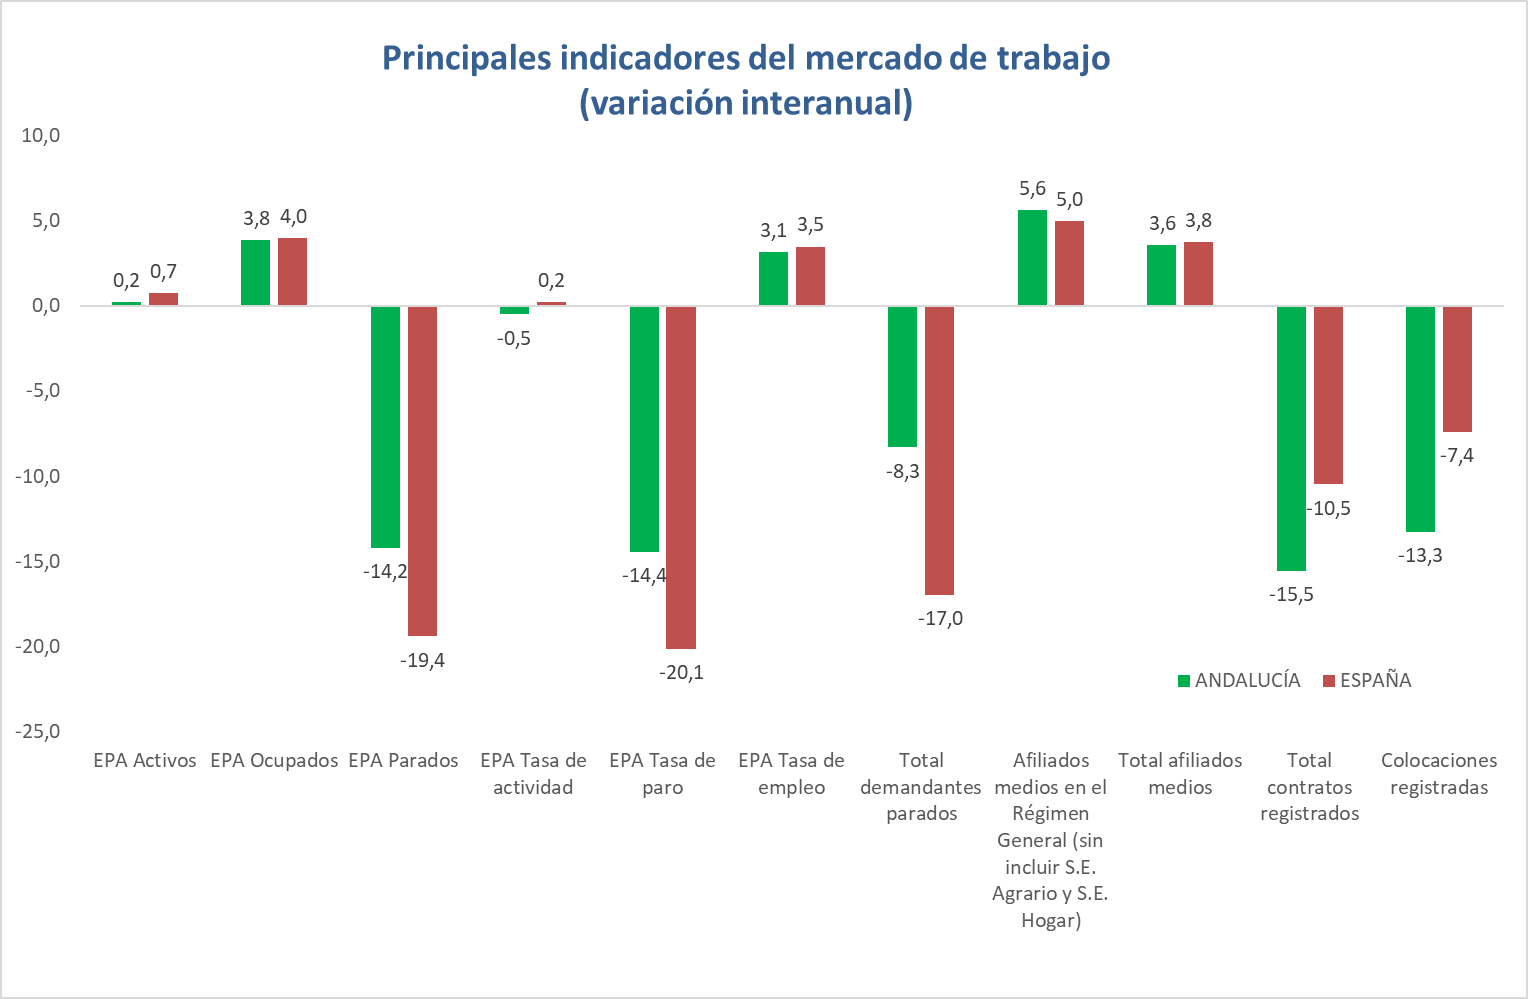 Principales indicadores del mercado de trabajo
(variación interanual)
10,0
5,0
0,0
-5,0
-10,0
-15,0
-20,0
-25,0
0,2
0,7
3,8
4,0
-14,2
-19,4
-0,5
0,2
-14,4
-20,1
3,1
3,5
-8,3
-17,0
5,6
5,0
3,6
3,8
-15,5
-10,5
-13,3
-7,4
ANDALUCÍA
ESPAÑA
EPA Activos
EPA Ocupados
EPA Parados
EPA Tasa de
actividad
EPA Tasa de
paro
EPA Tasa de
empleo
Total
demandantes
parados
Afiliados
medios en el
Régimen
General (sin
incluir S.E.
Agrario y S.E.
Hogar)
Total afiliados
medios
Total
contratos
registrados
Colocaciones
registradas